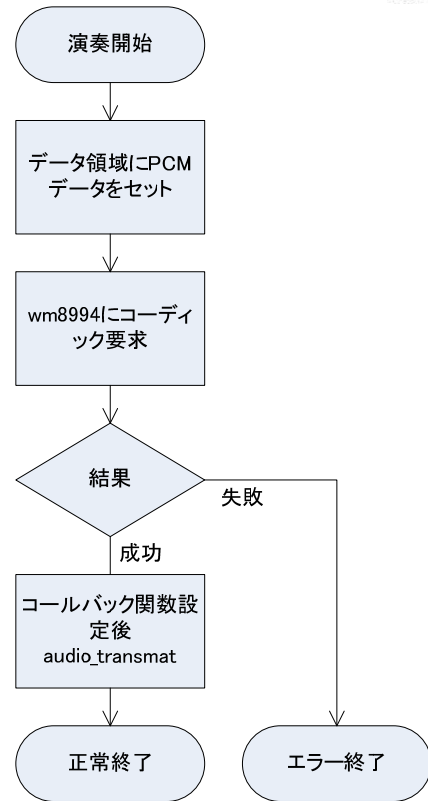 演奏開始
データ領域にPCM
データをセット
wm8994にコーディ
ック要求
結果
失敗
成功
コールバック関数設
定後
audio_transmat
正常終了
エラー終了